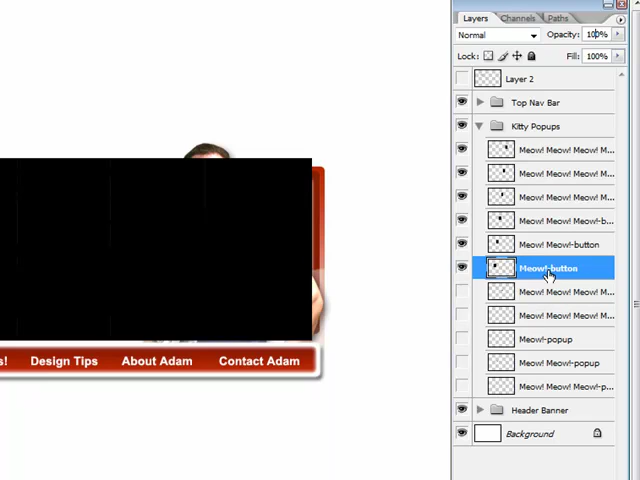 Layers Channels Paths
Normal Opacity: 100%
Lock: Fill: 100%
Layer 2
Top Nav Bar
Kitty Popups
Meow! Meow! Meow! M...
Meow! Meow! Meow! M...
Meow! Meow! Meow! M...
Meow! Meow! Meow!-b...
Meow! Meow!-button
Meow!-button
Meow! Meow! Meow! M...
Meow! Meow! Meow! M...
Meow!-popup
Meow! Meow!-popup
Meow! Meow! Meow!-p...
s! Design Tips About Adam Contact Adam
Header Banner
Background